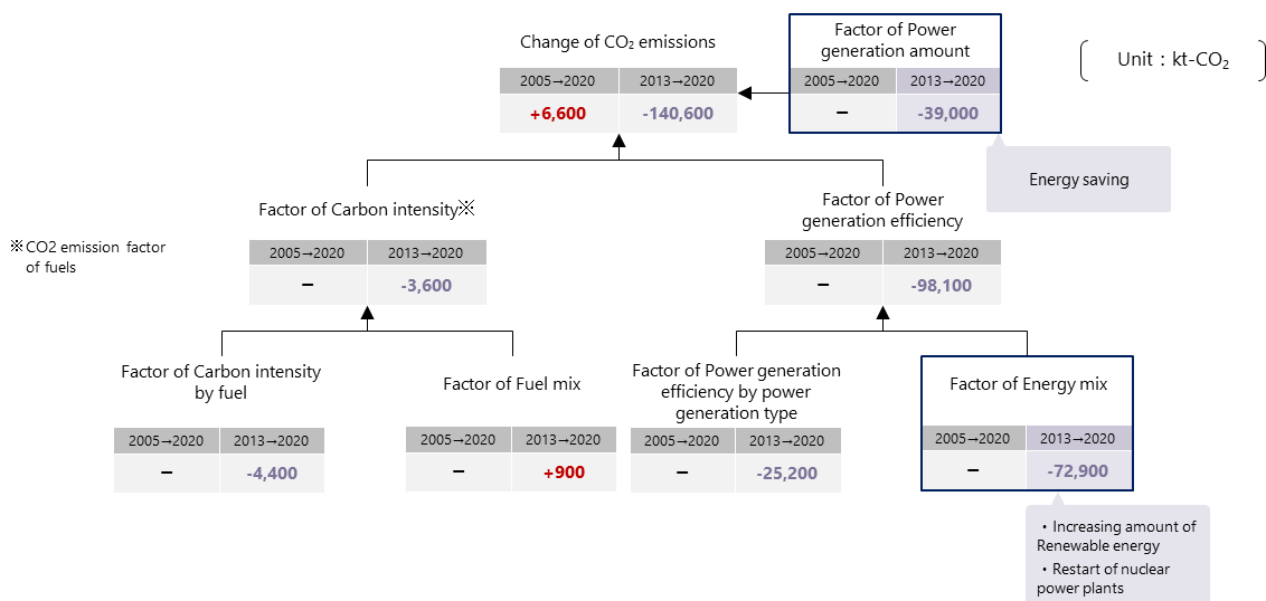 Change of CO₂ emissions
2005→2020 2013→2020
+6,600 -140,600
Factor of Power
generation amount
2005→2020 2013→2020
– -39,000
Unit : kt-CO₂
Energy saving
Factor of Carbon intensity※
2005→2020 2013→2020
– -3,600
※CO2 emission factor
of fuels
Factor of Power
generation efficiency
2005→2020 2013→2020
– -98,100
Factor of Carbon intensity
by fuel
2005→2020 2013→2020
– -4,400
Factor of Fuel mix
2005→2020 2013→2020
– +900
Factor of Power generation
efficiency by power
generation type
2005→2020 2013→2020
– -25,200
Factor of Energy mix
2005→2020 2013→2020
– -72,900
・Increasing amount of
Renewable energy
・Restart of nuclear
power plants